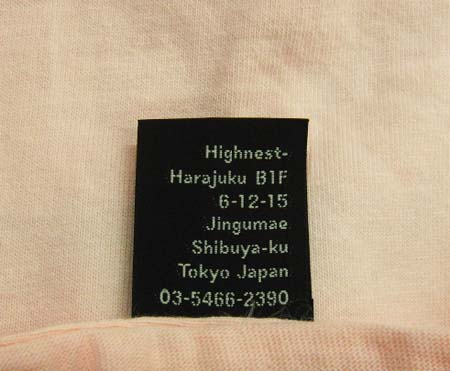 Highnest-
Harajuku B1F
6-12-15
Jingumae
Shibuya-ku
Tokyo Japan
03-5466-2390